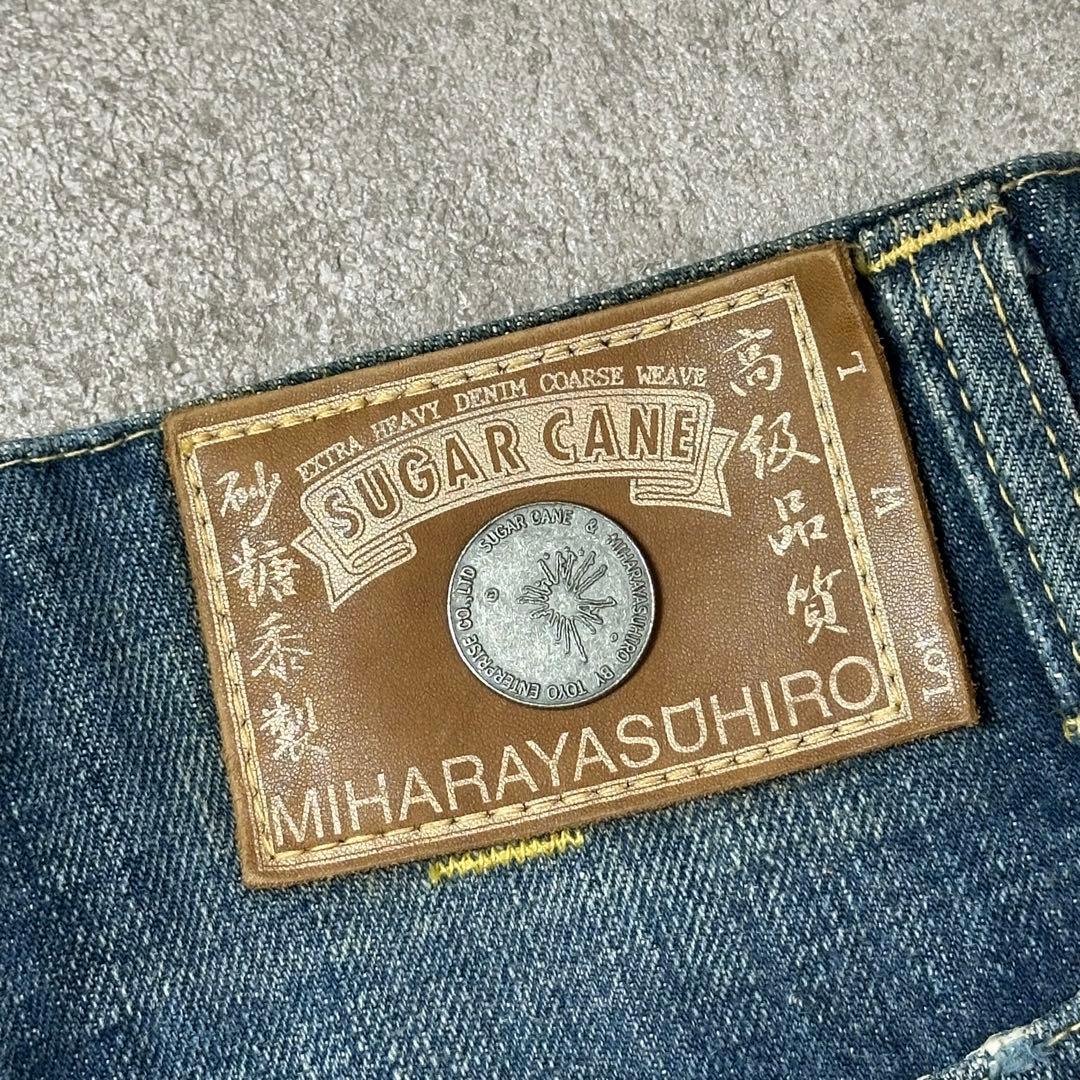 EXTRA HEAVY DENIM COARSE WEAVE
SUGAR CANE
高級品質
砂糖黍製
SUGAR CANE & MIHARAYASUHIRO BY TOYO ENTERPRISE CO.,LTD
MIHARAYASUHIRO
L
W
LOT